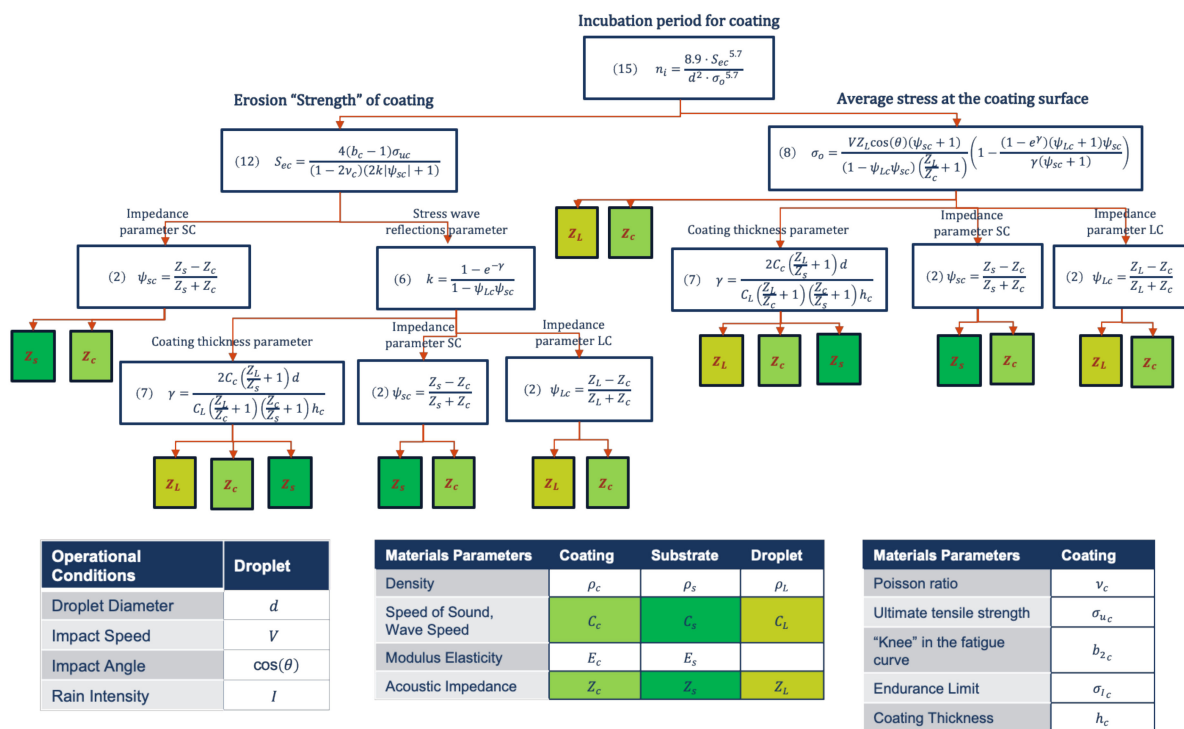 Incubation period for coating
(15) n_i = 8.9 · S_ec^5.7 / d^2 · σ_o^5.7
Erosion “Strength” of coating
Average stress at the coating surface
(12) S_ec = 4(b_c − 1)σ_uc / (1 − 2ν_c)(2k|ψ_sc| + 1)
(8) σ_o = VZ_L cos(θ)(ψ_sc + 1) / (1 − ψ_Lc ψ_sc)(Z_L/Z_c + 1) (1 − (1 − e^γ)(ψ_Lc + 1)ψ_sc / γ(ψ_sc + 1))
Impedance
parameter SC
Stress wave
reflections parameter
Z_L
Z_c
Coating thickness parameter
Impedance
parameter SC
Impedance
parameter LC
(2) ψ_sc = Z_s − Z_c / Z_s + Z_c
(6) k = 1 − e^−γ / 1 − ψ_Lc ψ_sc
(7) γ = 2C_c (Z_L/Z_s + 1) d / C_L (Z_L/Z_c + 1)(Z_c/Z_s + 1) h_c
(2) ψ_sc = Z_s − Z_c / Z_s + Z_c
(2) ψ_Lc = Z_L − Z_c / Z_L + Z_c
Z_s
Z_c
Z_L
Z_c
Z_s
Z_s
Z_c
Z_L
Z_c
Coating thickness parameter
Impedance
parameter SC
Impedance
parameter LC
(7) γ = 2C_c (Z_L/Z_s + 1) d / C_L (Z_L/Z_c + 1)(Z_c/Z_s + 1) h_c
(2) ψ_sc = Z_s − Z_c / Z_s + Z_c
(2) ψ_Lc = Z_L − Z_c / Z_L + Z_c
Z_L
Z_c
Z_s
Z_s
Z_c
Z_L
Z_c
Operational
Conditions Droplet
Droplet Diameter d
Impact Speed V
Impact Angle cos(θ)
Rain Intensity I
Materials Parameters Coating Substrate Droplet
Density ρ_c ρ_s ρ_L
Speed of Sound,
Wave Speed C_c C_s C_L
Modulus Elasticity E_c E_s
Acoustic Impedance Z_c Z_s Z_L
Materials Parameters Coating
Poisson ratio ν_c
Ultimate tensile strength σ_u_c
“Knee” in the fatigue
curve b_2_c
Endurance Limit σ_I_c
Coating Thickness h_c